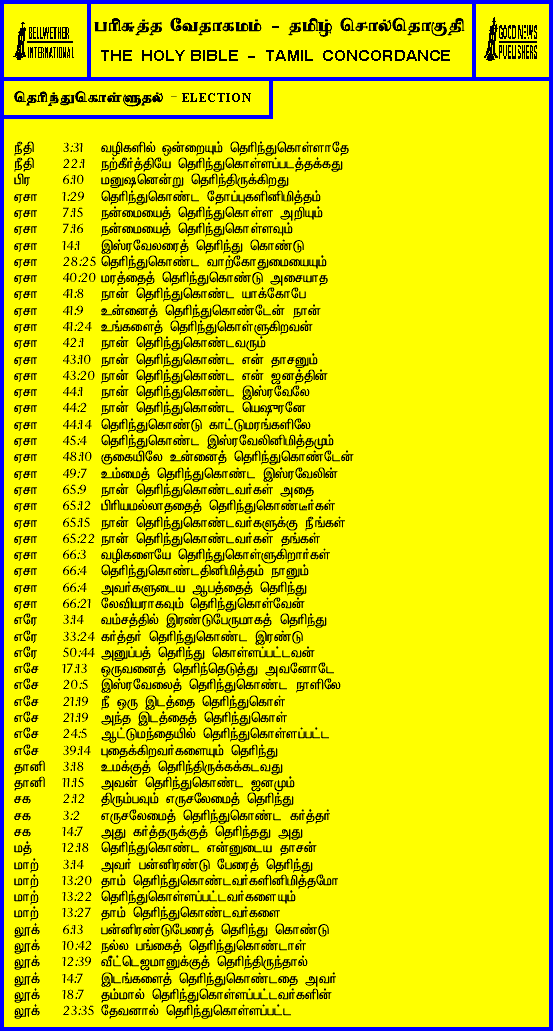 BELLWETHER
INTERNATIONAL
பரிசுத்த வேதாகமம் - தமிழ் சொல்தொகுதி
THE HOLY BIBLE - TAMIL CONCORDANCE
GOOD NEWS
PUBLISHERS
தெரிந்துகொள்ளுதல் - ELECTION
நீதி 3:31 வழிகளில் ஒன்றையும் தெரிந்துகொள்ளாதே
நீதி 22:1 நற்கீர்த்தியே தெரிந்துகொள்ளப்படத்தக்கது
பிர 6:10 மனுஷனென்று தெரிந்திருக்கிறது
ஏசா 1:29 தெரிந்துகொண்ட தோப்புகளினிமித்தம்
ஏசா 7:15 நன்மையைத் தெரிந்துகொள்ள அறியும்
ஏசா 7:16 நன்மையைத் தெரிந்துகொள்ளவும்
ஏசா 14:1 இஸ்ரவேலரைத் தெரிந்து கொண்டு
ஏசா 28:25 தெரிந்துகொண்ட வாற்கோதுமையையும்
ஏசா 40:20 மரத்தைத் தெரிந்துகொண்டு அசையாத
ஏசா 41:8 நான் தெரிந்துகொண்ட யாக்கோபே
ஏசா 41:9 உன்னைத் தெரிந்துகொண்டேன் நான்
ஏசா 41:24 உங்களைத் தெரிந்துகொள்ளுகிறவன்
ஏசா 42:1 நான் தெரிந்துகொண்டவரும்
ஏசா 43:10 நான் தெரிந்துகொண்ட என் தாசனும்
ஏசா 43:20 நான் தெரிந்துகொண்ட என் ஜனத்தின்
ஏசா 44:1 நான் தெரிந்துகொண்ட இஸ்ரவேலே
ஏசா 44:2 நான் தெரிந்துகொண்ட யெஷுரனே
ஏசா 44:14 தெரிந்துகொண்டு காட்டுமரங்களிலே
ஏசா 45:4 தெரிந்துகொண்ட இஸ்ரவேலினிமித்தமும்
ஏசா 48:10 குகையிலே உன்னைத் தெரிந்துகொண்டேன்
ஏசா 49:7 உம்மைத் தெரிந்துகொண்ட இஸ்ரவேலின்
ஏசா 65:9 நான் தெரிந்துகொண்டவர்கள் அதை
ஏசா 65:12 பிரியமல்லாததைத் தெரிந்துகொண்டீர்கள்
ஏசா 65:15 நான் தெரிந்துகொண்டவர்களுக்கு நீங்கள்
ஏசா 65:22 நான் தெரிந்துகொண்டவர்கள் தங்கள்
ஏசா 66:3 வழிகளையே தெரிந்துகொள்ளுகிறார்கள்
ஏசா 66:4 தெரிந்துகொண்டதினிமித்தம் நானும்
ஏசா 66:4 அவர்களுடைய ஆபத்தைத் தெரிந்து
ஏசா 66:21 லேவியராகவும் தெரிந்துகொள்வேன்
எரே 3:14 வம்சத்தில் இரண்டுபேருமாகத் தெரிந்து
எரே 33:24 கர்த்தர் தெரிந்துகொண்ட இரண்டு
எரே 50:44 அனுப்பத் தெரிந்து கொள்ளப்பட்டவன்
எசே 17:13 ஒருவனைத் தெரிந்தெடுத்து அவனோடே
எசே 20:5 இஸ்ரவேலைத் தெரிந்துகொண்ட நாளிலே
எசே 21:19 நீ ஒரு இடத்தை தெரிந்துகொள்
எசே 21:19 அந்த இடத்தைத் தெரிந்துகொள்
எசே 24:5 ஆட்டுமந்தையில் தெரிந்துகொள்ளப்பட்ட
எசே 39:14 புதைக்கிறவர்களையும் தெரிந்து
தானி 3:18 உமக்குத் தெரிந்திருக்கக்கடவது
தானி 11:15 அவன் தெரிந்துகொண்ட ஜனமும்
சக 2:12 திரும்பவும் எருசலேமைத் தெரிந்து
சக 3:2 எருசலேமைத் தெரிந்துகொண்ட கர்த்தர்
சக 14:7 அது கர்த்தருக்குத் தெரிந்தது அது
மத் 12:18 தெரிந்துகொண்ட என்னுடைய தாசன்
மாற் 3:14 அவர் பன்னிரண்டு பேரைத் தெரிந்து
மாற் 13:20 தாம் தெரிந்துகொண்டவர்களினிமித்தமோ
மாற் 13:22 தெரிந்துகொள்ளப்பட்டவர்களையும்
மாற் 13:27 தாம் தெரிந்துகொண்டவர்களை
லூக் 6:13 பன்னிரண்டுபேரைத் தெரிந்து கொண்டு
லூக் 10:42 நல்ல பங்கைத் தெரிந்துகொண்டாள்
லூக் 12:39 வீட்டெஜமானுக்குத் தெரிந்திருந்தால்
லூக் 14:7 இடங்களைத் தெரிந்துகொண்டதை அவர்
லூக் 18:7 தம்மால் தெரிந்துகொள்ளப்பட்டவர்களின்
லூக் 23:35 தேவனால் தெரிந்துகொள்ளப்பட்ட